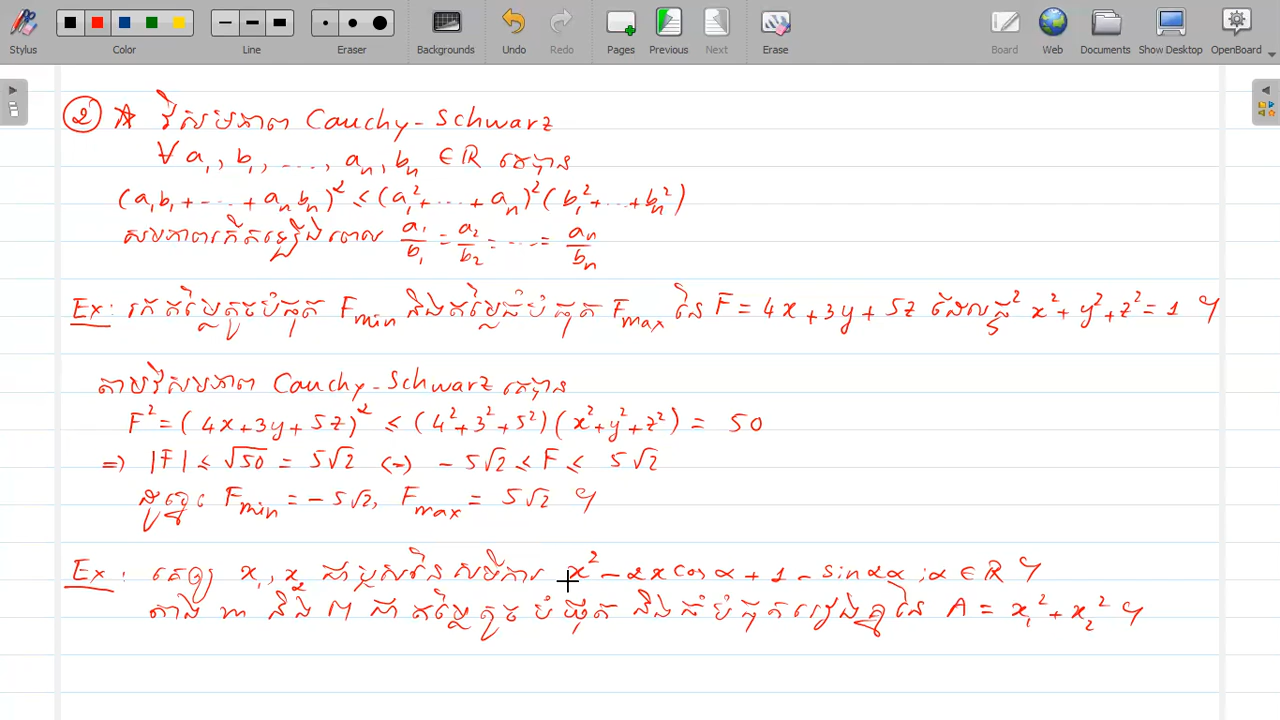 Stylus Color Line Eraser Backgrounds Undo Redo Pages Previous Next Erase Board Web Documents Show Desktop OpenBoard
② ☆ វិសមភាព Cauchy-Schwarz
∀ a₁, b₁, ....., aₙ, bₙ ∈ ℝ គេបាន
(a₁b₁ + ..... + aₙbₙ)² ≤ (a₁² + ..... + aₙ)² (b₁² + ... + bₙ²)
សមភាពកើតឡើងពេល a₁/b₁ = a₂/b₂ = ..... = aₙ/bₙ
Ex: រកតម្លៃតូចបំផុត Fmin និងតម្លៃធំបំផុត Fmax នៃ F = 4x + 3y + 5z ដែល x² + y² + z² = 1 ។
តាមវិសមភាព Cauchy-Schwarz គេបាន
F² = (4x + 3y + 5z)² ≤ (4² + 3² + 5²)(x² + y² + z²) = 50
⇒ |F| ≤ √50 = 5√2 ⇔ -5√2 ≤ F ≤ 5√2
ដូចនេះ Fmin = -5√2, Fmax = 5√2 ។
Ex: គេឲ្យ x₁, x₂ ជាឫសនៃសមីការ x² - 2x cos α + 1 - sin 2α ; α ∈ ℝ ។
តាង m និង M ជាតម្លៃតូចបំផុត និងធំបំផុតរៀងគ្នានៃ A = x₁² + x₂² ។